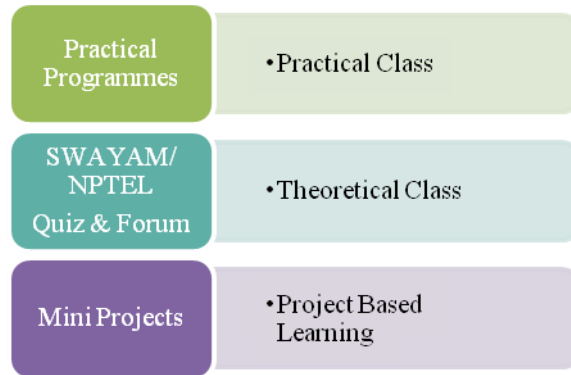 Practical
Programmes
•Practical Class
SWAYAM/
NPTEL
Quiz & Forum
•Theoretical Class
Mini Projects
•Project Based
Learning